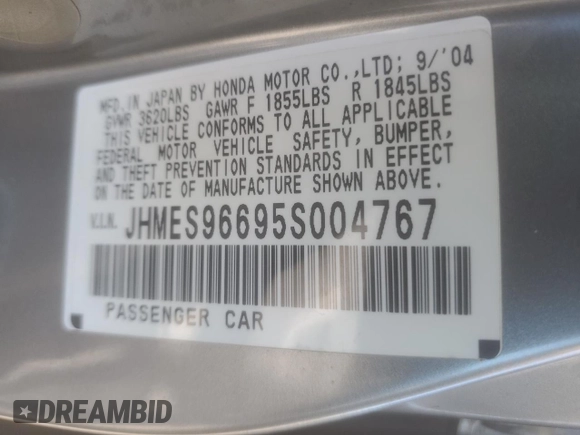 MFD.IN JAPAN BY HONDA MOTOR CO.,LTD; 9/'04
GVWR 3620LBS GAWR F 1855LBS R 1845LBS
THIS VEHICLE CONFORMS TO ALL APPLICABLE
FEDERAL MOTOR VEHICLE SAFETY, BUMPER,
AND THEFT PREVENTION STANDARDS IN EFFECT
ON THE DATE OF MANUFACTURE SHOWN ABOVE.
V.I.N. JHMES96695S004767
PASSENGER CAR
DREAMBID